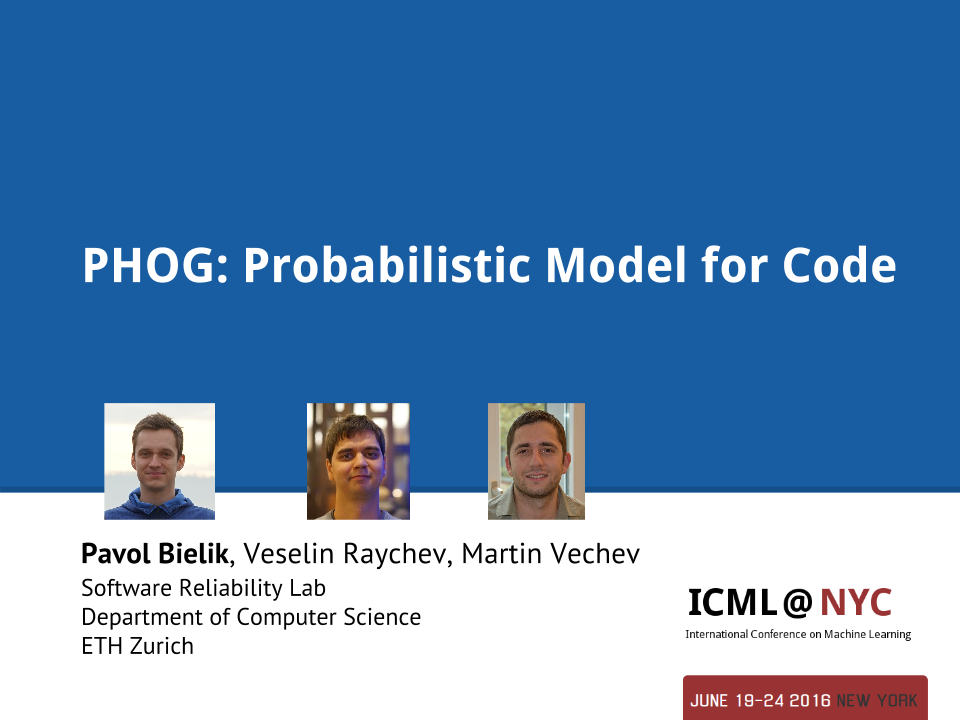 PHOG: Probabilistic Model for Code
Pavol Bielik, Veselin Raychev, Martin Vechev
Software Reliability Lab
Department of Computer Science
ETH Zurich
ICML@NYC
International Conference on Machine Learning
JUNE 19-24 2016 NEW YORK